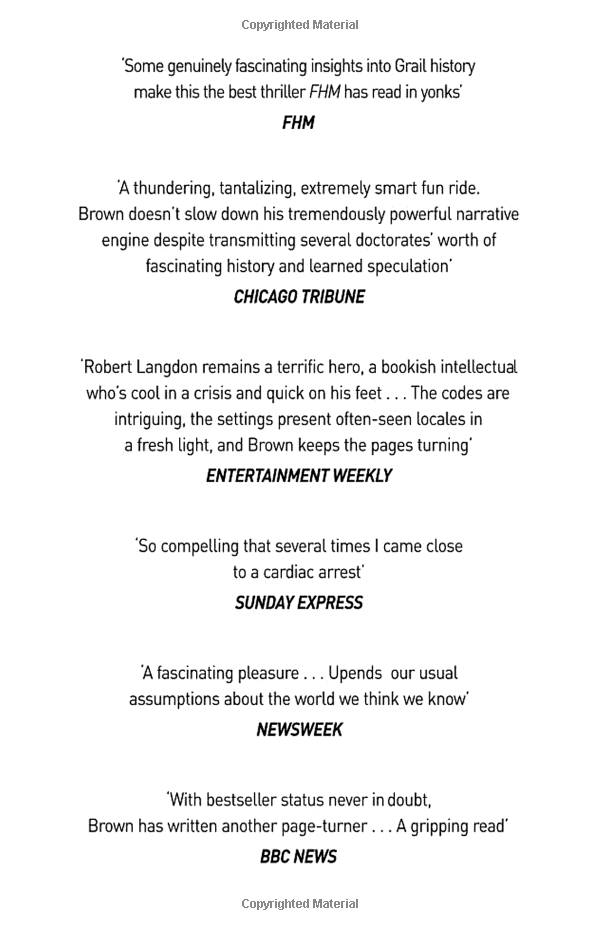 Copyrighted Material
‘Some genuinely fascinating insights into Grail history
make this the best thriller FHM has read in yonks’
FHM
‘A thundering, tantalizing, extremely smart fun ride.
Brown doesn’t slow down his tremendously powerful narrative
engine despite transmitting several doctorates’ worth of
fascinating history and learned speculation’
CHICAGO TRIBUNE
‘Robert Langdon remains a terrific hero, a bookish intellectual
who’s cool in a crisis and quick on his feet . . . The codes are
intriguing, the settings present often-seen locales in
a fresh light, and Brown keeps the pages turning’
ENTERTAINMENT WEEKLY
‘So compelling that several times I came close
to a cardiac arrest’
SUNDAY EXPRESS
‘A fascinating pleasure . . . Upends our usual
assumptions about the world we think we know’
NEWSWEEK
‘With bestseller status never in doubt,
Brown has written another page-turner . . . A gripping read’
BBC NEWS
Copyrighted Material